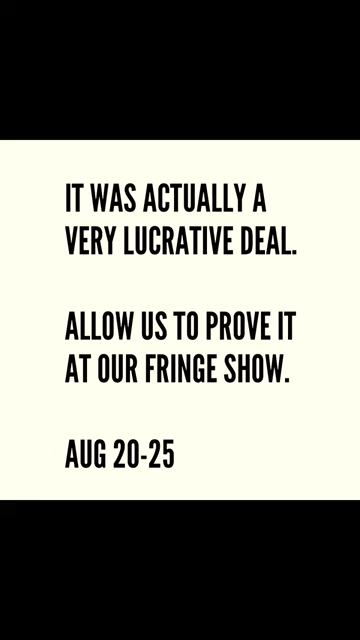 IT WAS ACTUALLY A
VERY LUCRATIVE DEAL.
ALLOW US TO PROVE IT
AT OUR FRINGE SHOW.
AUG 20-25